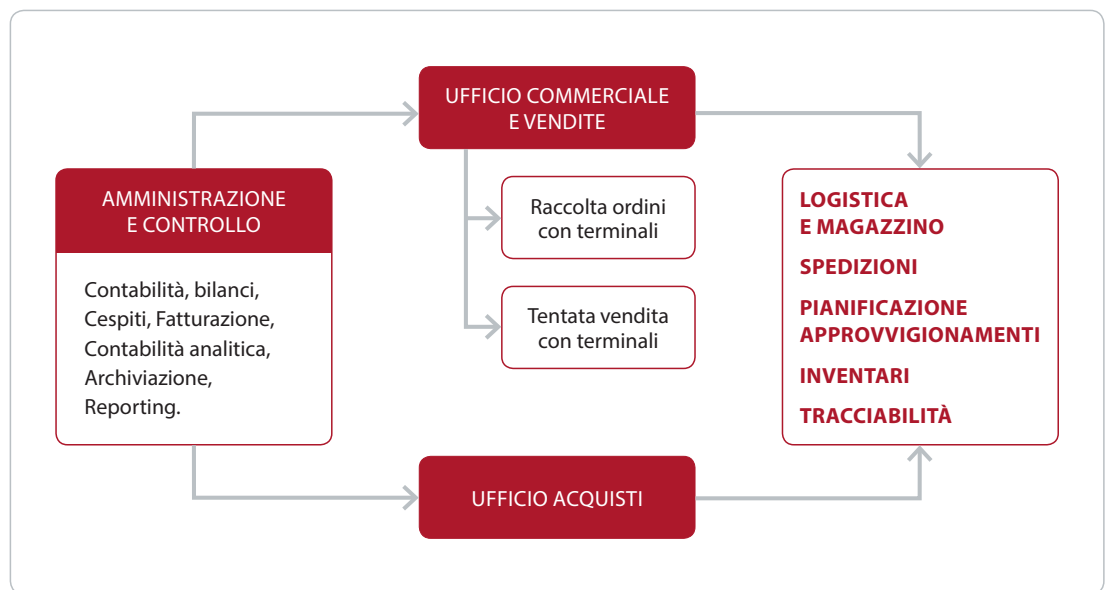 UFFICIO COMMERCIALE
E VENDITE
AMMINISTRAZIONE
E CONTROLLO
Contabilità, bilanci,
Cespiti, Fatturazione,
Contabilità analitica,
Archiviazione,
Reporting.
Raccolta ordini
con terminali
Tentata vendita
con terminali
LOGISTICA
E MAGAZZINO
SPEDIZIONI
PIANIFICAZIONE
APPROVVIGIONAMENTI
INVENTARI
TRACCIABILITÀ
UFFICIO ACQUISTI